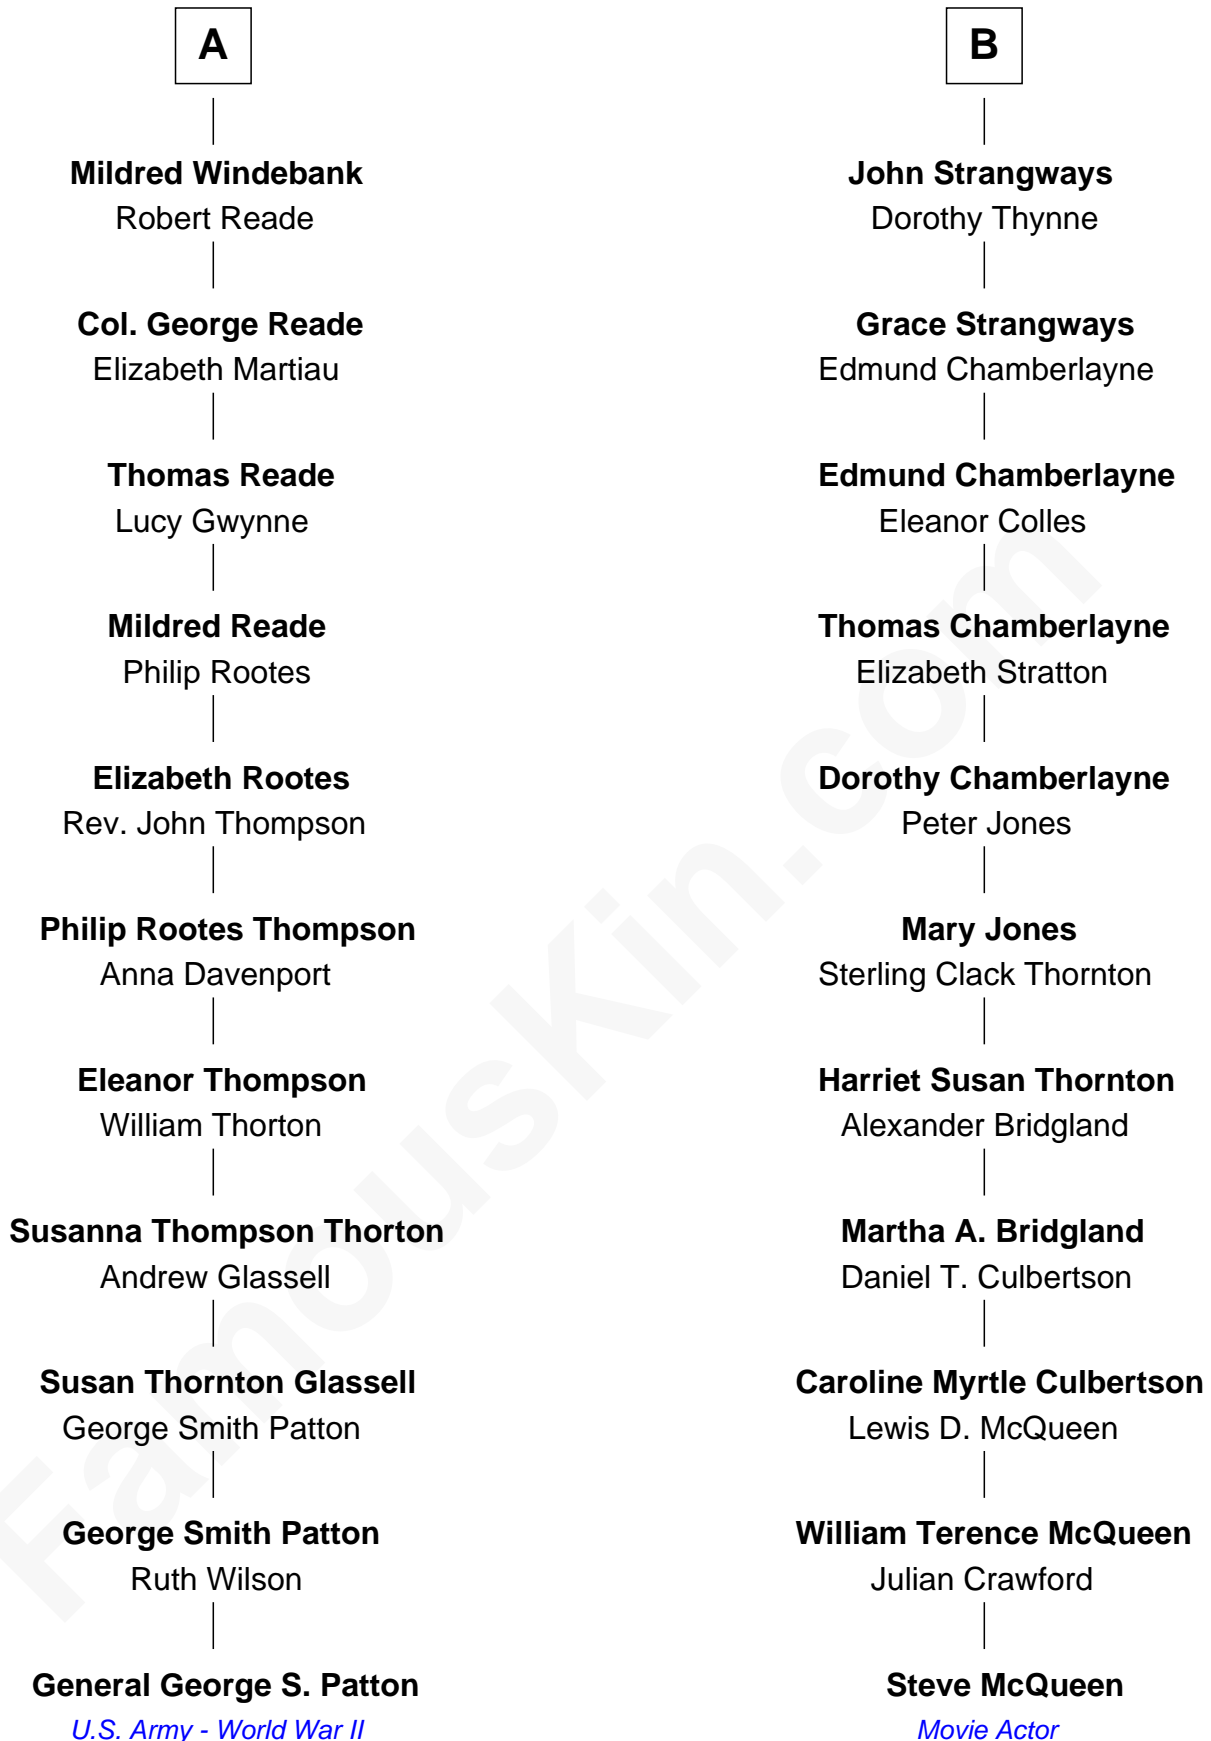 A
Mildred Windebank
Robert Reade
Col. George Reade
Elizabeth Martiau
Thomas Reade
Lucy Gwynne
Mildred Reade
Philip Rootes
Elizabeth Rootes
Rev. John Thompson
Philip Rootes Thompson
Anna Davenport
Eleanor Thompson
William Thorton
Susanna Thompson Thorton
Andrew Glassell
Susan Thornton Glassell
George Smith Patton
George Smith Patton
Ruth Wilson
General George S. Patton
U.S. Army - World War II
B
John Strangways
Dorothy Thynne
Grace Strangways
Edmund Chamberlayne
Edmund Chamberlayne
Eleanor Colles
Thomas Chamberlayne
Elizabeth Stratton
Dorothy Chamberlayne
Peter Jones
Mary Jones
Sterling Clack Thornton
Harriet Susan Thornton
Alexander Bridgland
Martha A. Bridgland
Daniel T. Culbertson
Caroline Myrtle Culbertson
Lewis D. McQueen
William Terence McQueen
Julian Crawford
Steve McQueen
Movie Actor
FamousKin.com